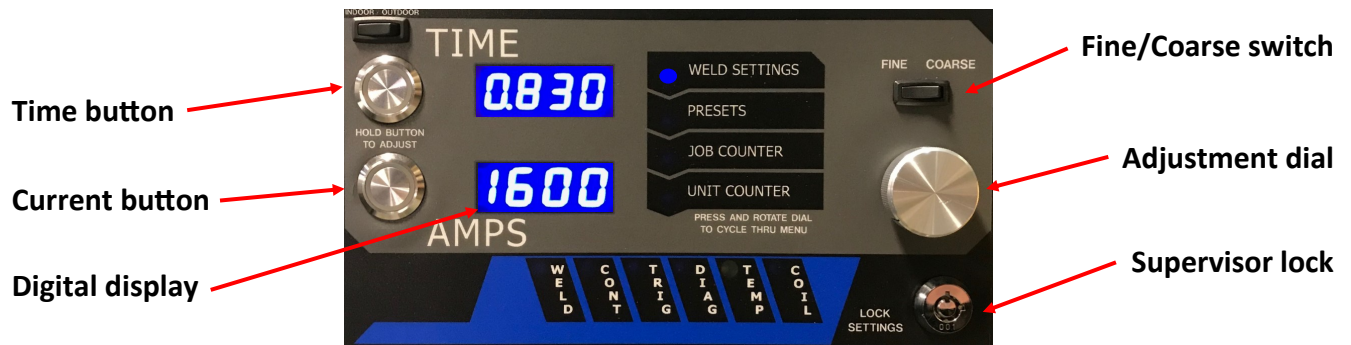 INDOOR / OUTDOOR
TIME
0.830
Time button
HOLD BUTTON
TO ADJUST
Current button
1600
AMPS
Digital display
WELD SETTINGS
PRESETS
JOB COUNTER
UNIT COUNTER
PRESS AND ROTATE DIAL
TO CYCLE THRU MENU
FINE COARSE
Fine/Coarse switch
Adjustment dial
Supervisor lock
WELD
CONT
TRIG
DIAG
TEMP
COIL
LOCK
SETTINGS
001